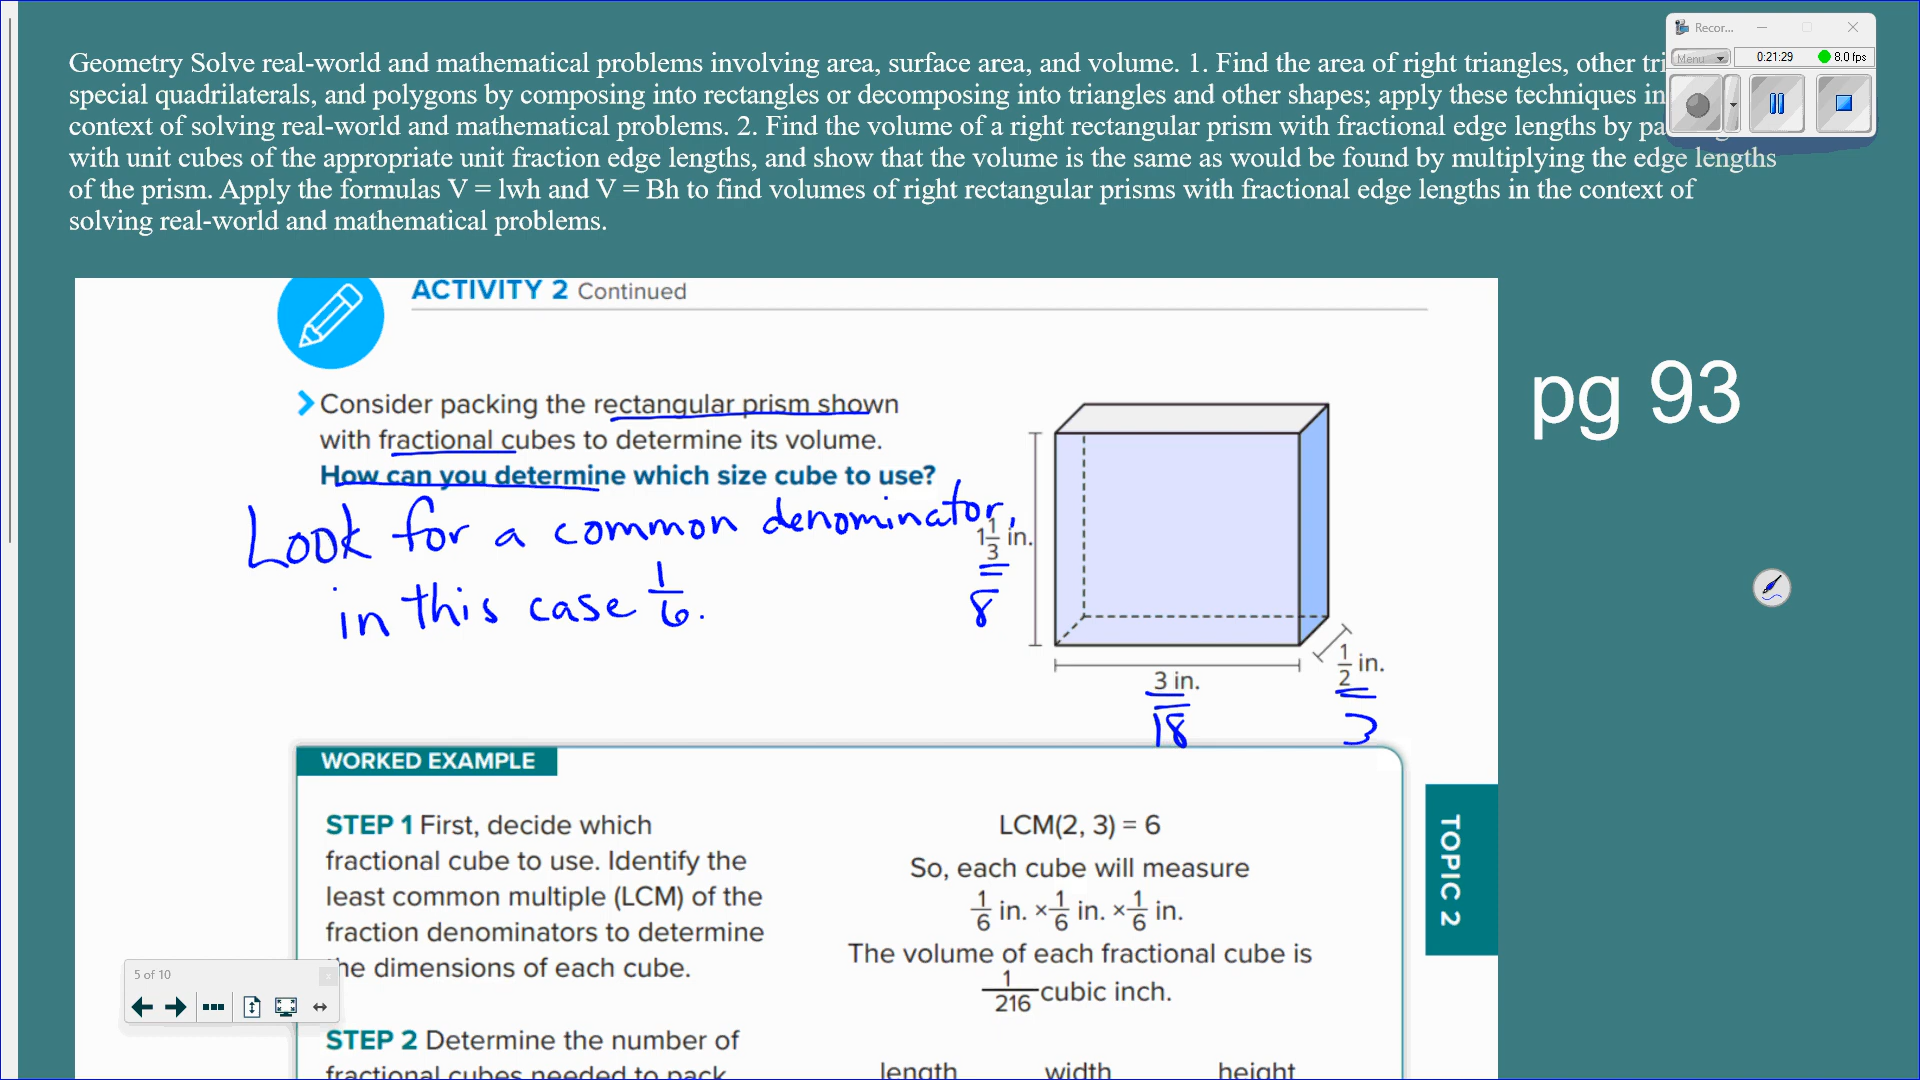 Geometry Solve real-world and mathematical problems involving area, surface area, and volume. 1. Find the area of right triangles, other tri
special quadrilaterals, and polygons by composing into rectangles or decomposing into triangles and other shapes; apply these techniques in
context of solving real-world and mathematical problems. 2. Find the volume of a right rectangular prism with fractional edge lengths by pa
with unit cubes of the appropriate unit fraction edge lengths, and show that the volume is the same as would be found by multiplying the edge lengths
of the prism. Apply the formulas V = lwh and V = Bh to find volumes of right rectangular prisms with fractional edge lengths in the context of
solving real-world and mathematical problems.
Recor...
Menu
0:21:29
8.0 fps
ACTIVITY 2 Continued
pg 93
Consider packing the rectangular prism shown
with fractional cubes to determine its volume.
How can you determine which size cube to use?
Look for a common denominator,
in this case 1/6.
1 1/3 in.
8
3 in.
18
1/2 in.
3
WORKED EXAMPLE
STEP 1 First, decide which
fractional cube to use. Identify the
least common multiple (LCM) of the
fraction denominators to determine
he dimensions of each cube.
LCM(2, 3) = 6
So, each cube will measure
1/6 in. × 1/6 in. × 1/6 in.
The volume of each fractional cube is
1/216 cubic inch.
TOPIC 2
5 of 10
STEP 2 Determine the number of
fractional cubes needed to pack
length width height